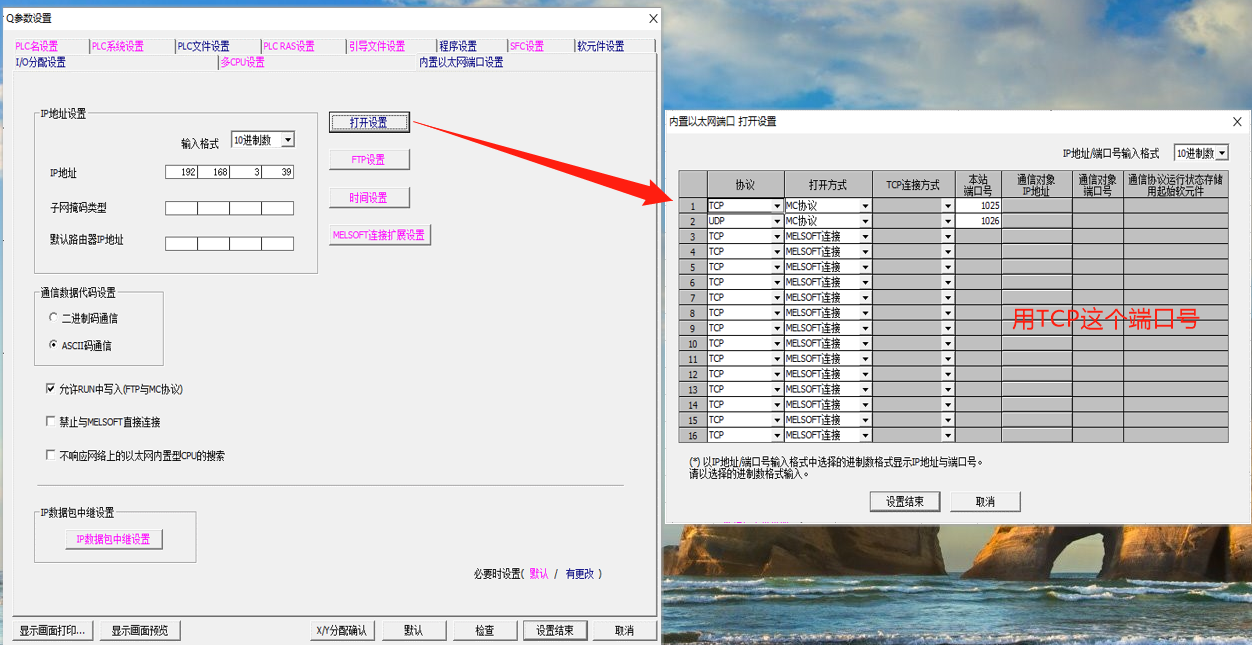 Q参数设置
PLC名设置 PLC系统设置 PLC文件设置 PLC RAS设置 引导文件设置 程序设置 SFC设置 软元件设置
I/O分配设置 多CPU设置 内置以太网端口设置
IP地址设置
输入格式 10进制数
IP地址 192 168 3 39
子网掩码类型
默认路由器IP地址
打开设置
FTP设置
时间设置
MELSOFT连接扩展设置
通信数据代码设置
二进制码通信
ASCII码通信
允许RUN中写入(FTP与MC协议)
禁止与MELSOFT直接连接
不响应网络上的以太网内置型CPU的搜索
IP数据包中继设置
IP数据包中继设置
必要时设置( 默认 / 有更改 )
显示画面打印... 显示画面预览 X/Y分配确认 默认 检查 设置结束 取消
内置以太网端口 打开设置
IP地址/端口号输入格式 10进制数
协议 打开方式 TCP连接方式 本站端口号 通信对象IP地址 通信对象端口号 通信协议运行状态存储用起始软元件
1 TCP MC协议 1025
2 UDP MC协议 1026
3 TCP MELSOFT连接
4 TCP MELSOFT连接
5 TCP MELSOFT连接
6 TCP MELSOFT连接
7 TCP MELSOFT连接
8 TCP MELSOFT连接
9 TCP MELSOFT连接
10 TCP MELSOFT连接
11 TCP MELSOFT连接
12 TCP MELSOFT连接
13 TCP MELSOFT连接
14 TCP MELSOFT连接
15 TCP MELSOFT连接
16 TCP MELSOFT连接
用TCP这个端口号
(*) 以IP地址/端口号输入格式中选择的进制数格式显示IP地址与端口号。
请以选择的进制数格式输入。
设置结束 取消